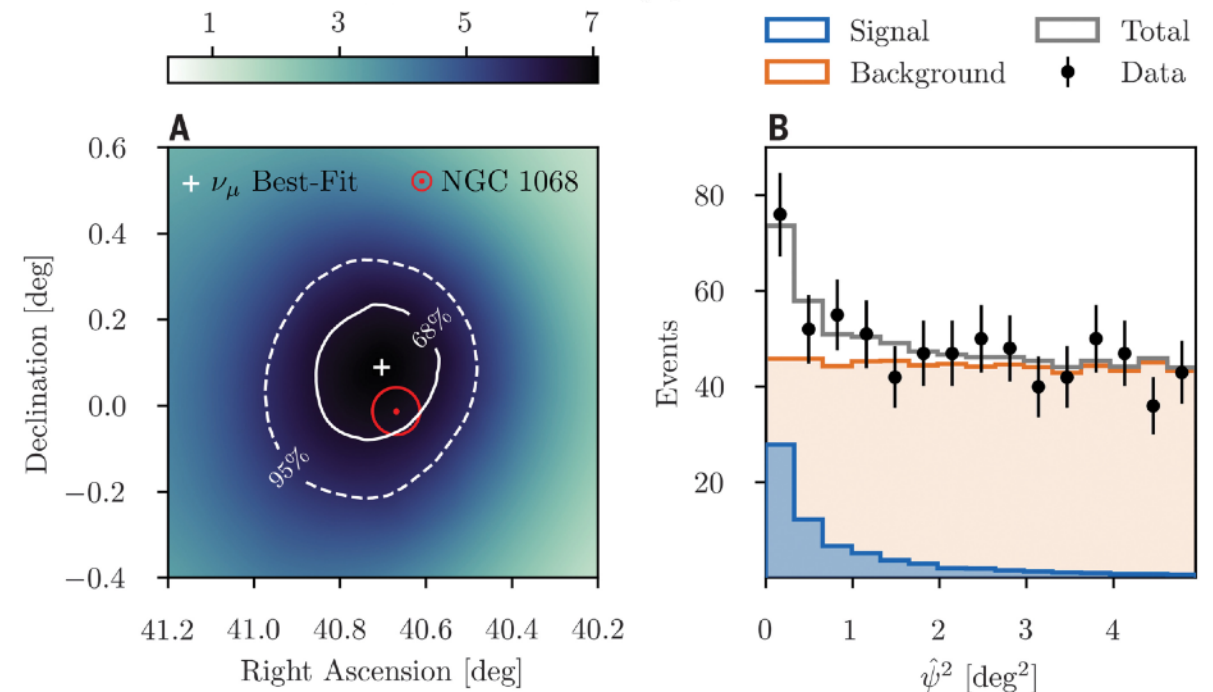 1 3 5 7
Signal
Total
Background
Data
A
B
+ νμ Best-Fit
NGC 1068
68%
95%
0.6
0.4
0.2
0.0
−0.2
−0.4
Declination [deg]
41.2 41.0 40.8 40.6 40.4 40.2
Right Ascension [deg]
80
60
40
20
Events
0 1 2 3 4
ψ̂² [deg²]